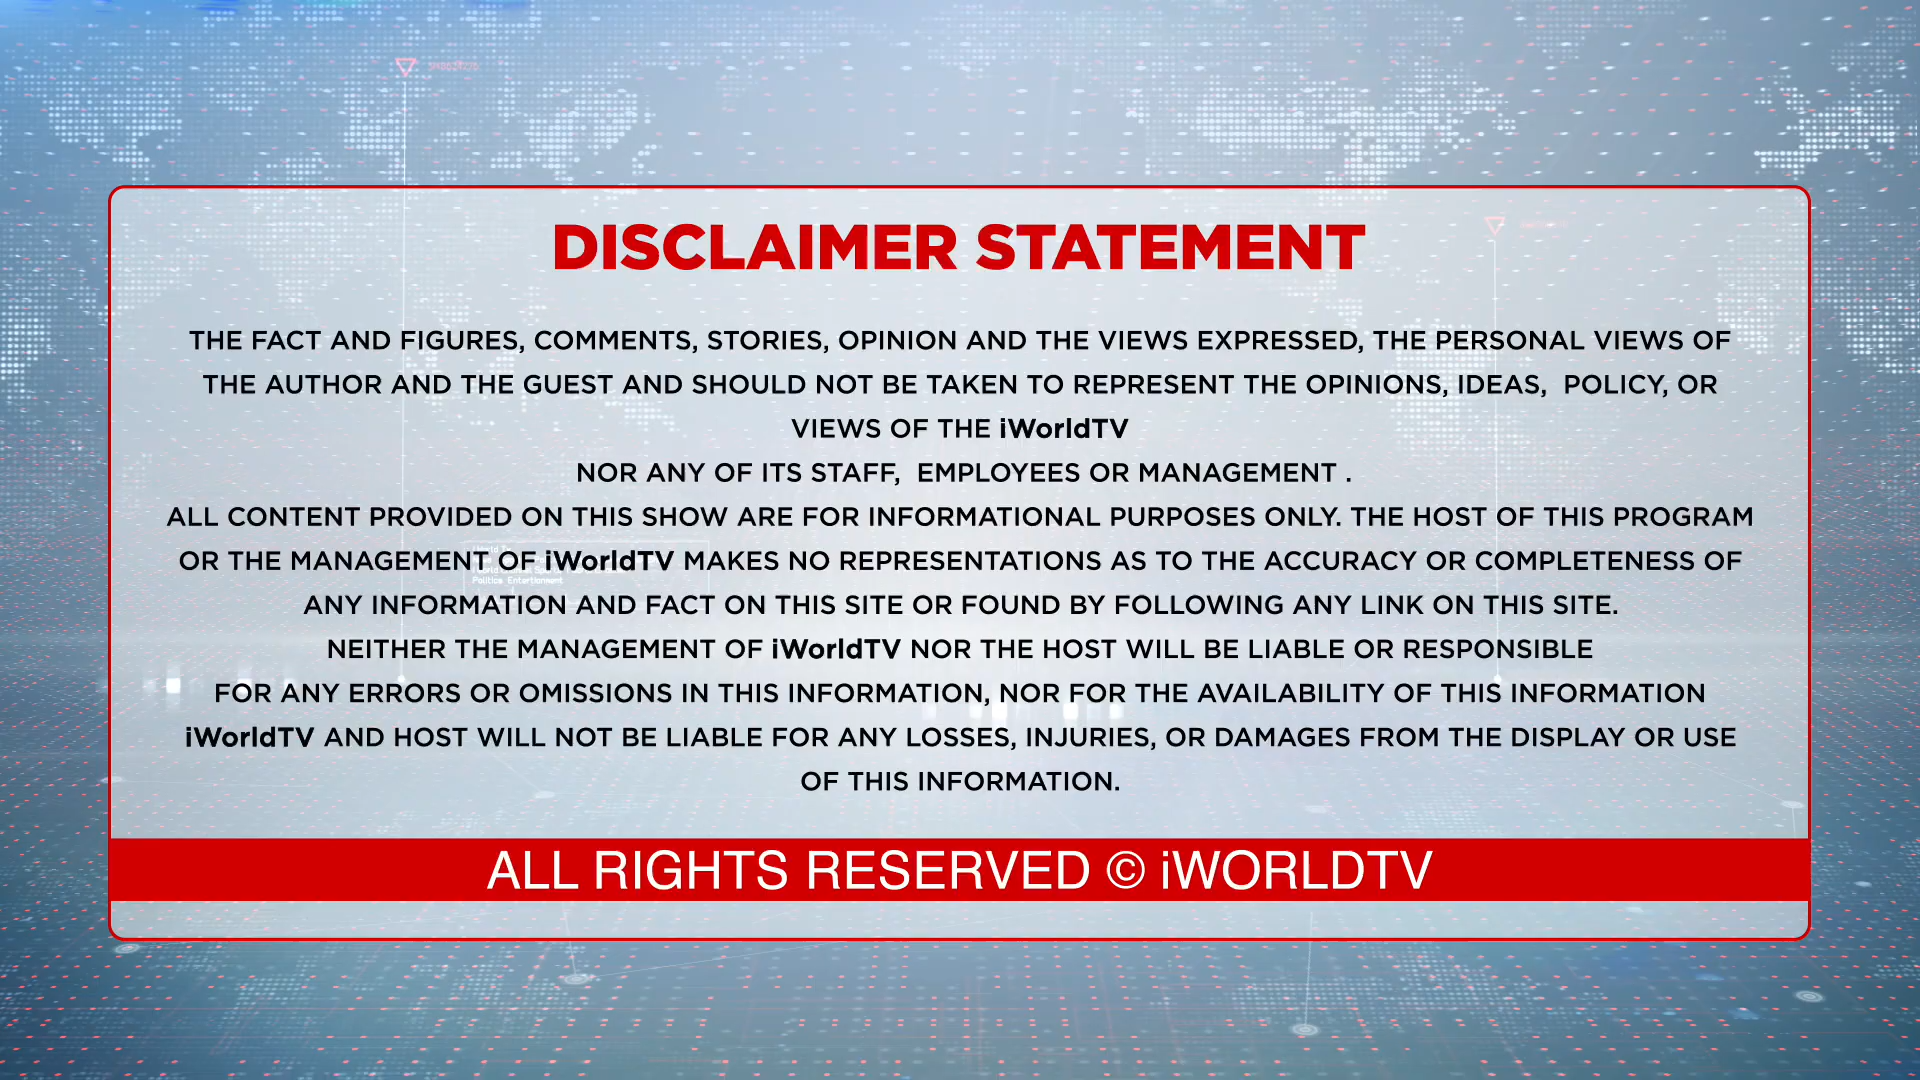 DISCLAIMER STATEMENT
THE FACT AND FIGURES, COMMENTS, STORIES, OPINION AND THE VIEWS EXPRESSED, THE PERSONAL VIEWS OF
THE AUTHOR AND THE GUEST AND SHOULD NOT BE TAKEN TO REPRESENT THE OPINIONS, IDEAS, POLICY, OR
VIEWS OF THE iWorldTV
NOR ANY OF ITS STAFF, EMPLOYEES OR MANAGEMENT .
ALL CONTENT PROVIDED ON THIS SHOW ARE FOR INFORMATIONAL PURPOSES ONLY. THE HOST OF THIS PROGRAM
OR THE MANAGEMENT OF iWorldTV MAKES NO REPRESENTATIONS AS TO THE ACCURACY OR COMPLETENESS OF
Politica Entertionment
ANY INFORMATION AND FACT ON THIS SITE OR FOUND BY FOLLOWING ANY LINK ON THIS SITE.
NEITHER THE MANAGEMENT OF iWorldTV NOR THE HOST WILL BE LIABLE OR RESPONSIBLE
FOR ANY ERRORS OR OMISSIONS IN THIS INFORMATION, NOR FOR THE AVAILABILITY OF THIS INFORMATION
iWorldTV AND HOST WILL NOT BE LIABLE FOR ANY LOSSES, INJURIES, OR DAMAGES FROM THE DISPLAY OR USE
OF THIS INFORMATION.
ALL RIGHTS RESERVED © iWORLDTV